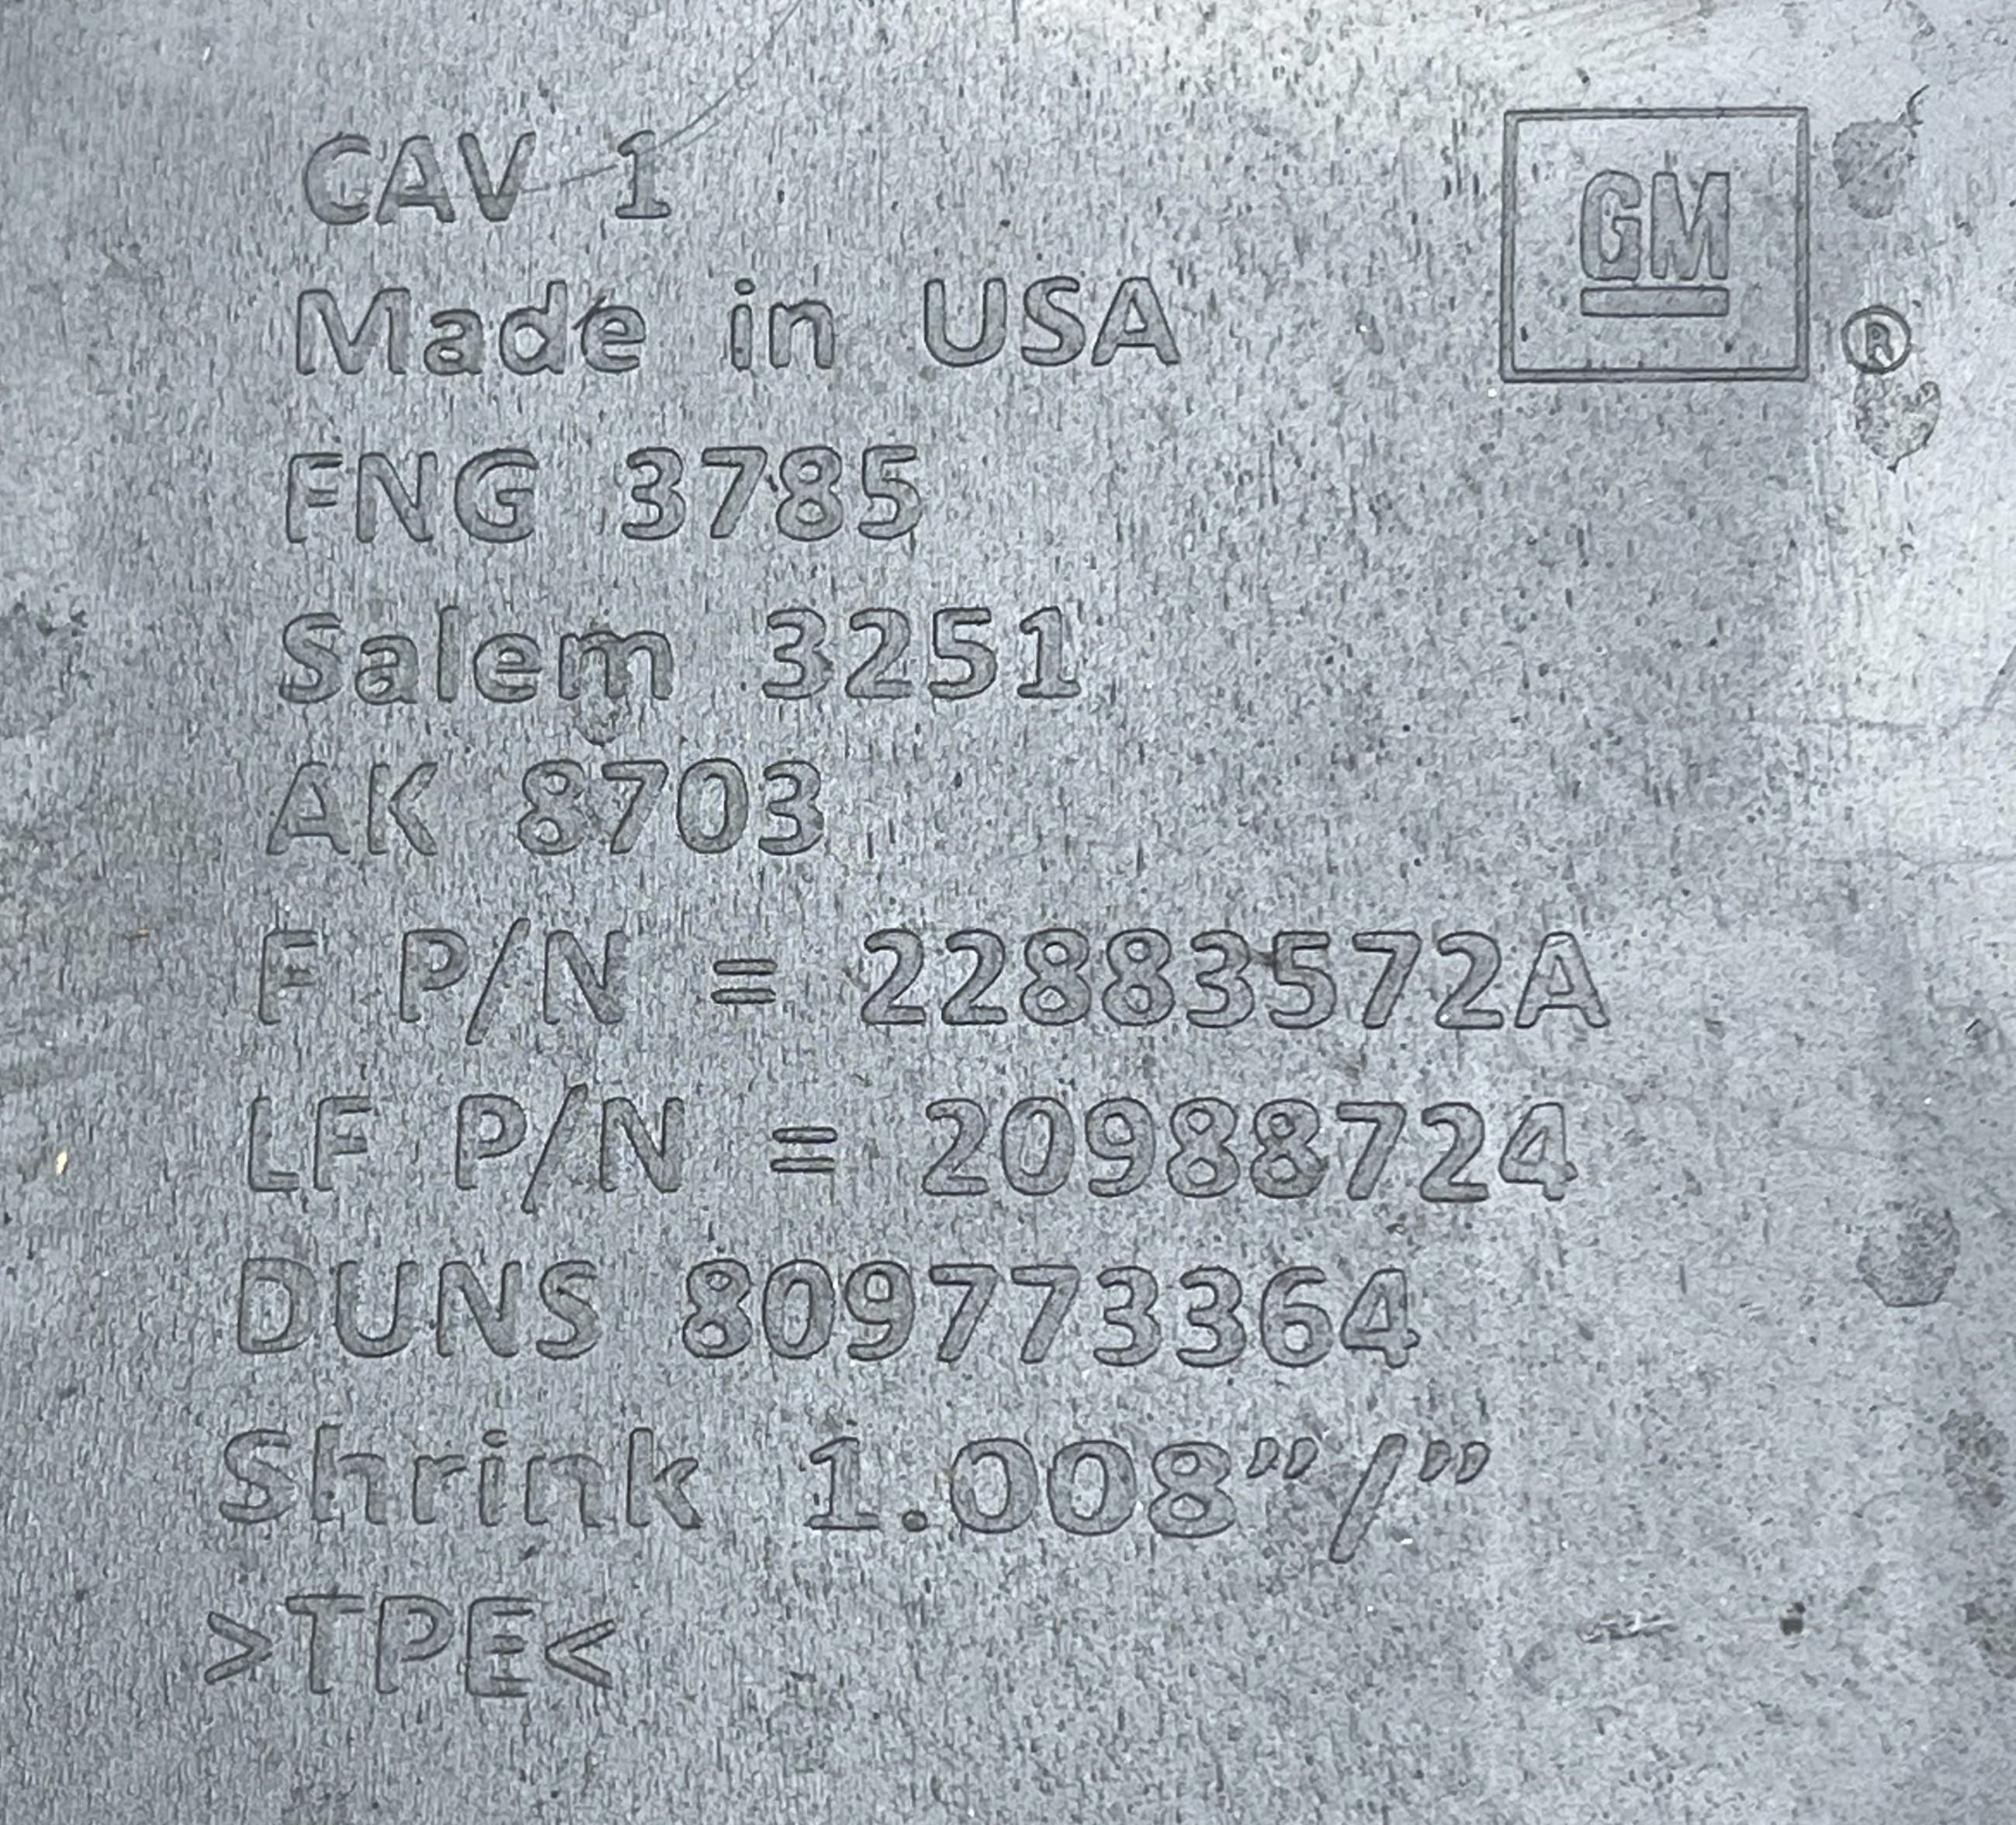 CAV 1
GM
®
Made in USA
FNG 3785
Salem 3251
AK 8703
F P/N = 22883572A
LF P/N = 20988724
DUNS 809773364
Shrink 1.008”/”
>TPE<